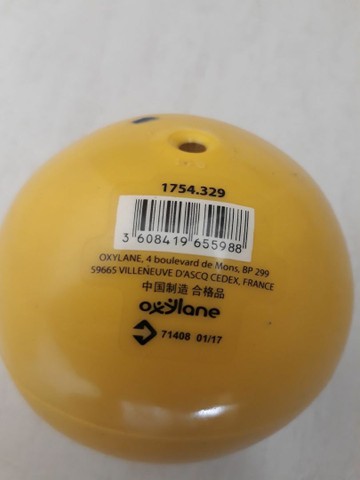 1754.329
3 608419 655988
OXYLANE, 4 boulevard de Mons, BP 299
59665 VILLENEUVE D'ASCQ CEDEX, FRANCE
中国制造 合格品
oxylane
71408 01/17